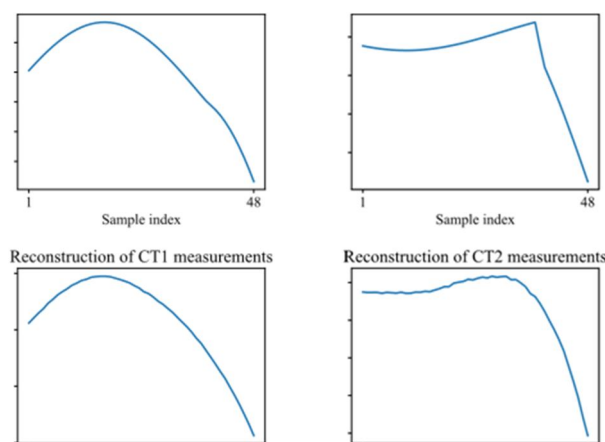 1 48 1 48
Sample index Sample index
Reconstruction of CT1 measurements Reconstruction of CT2 measurements